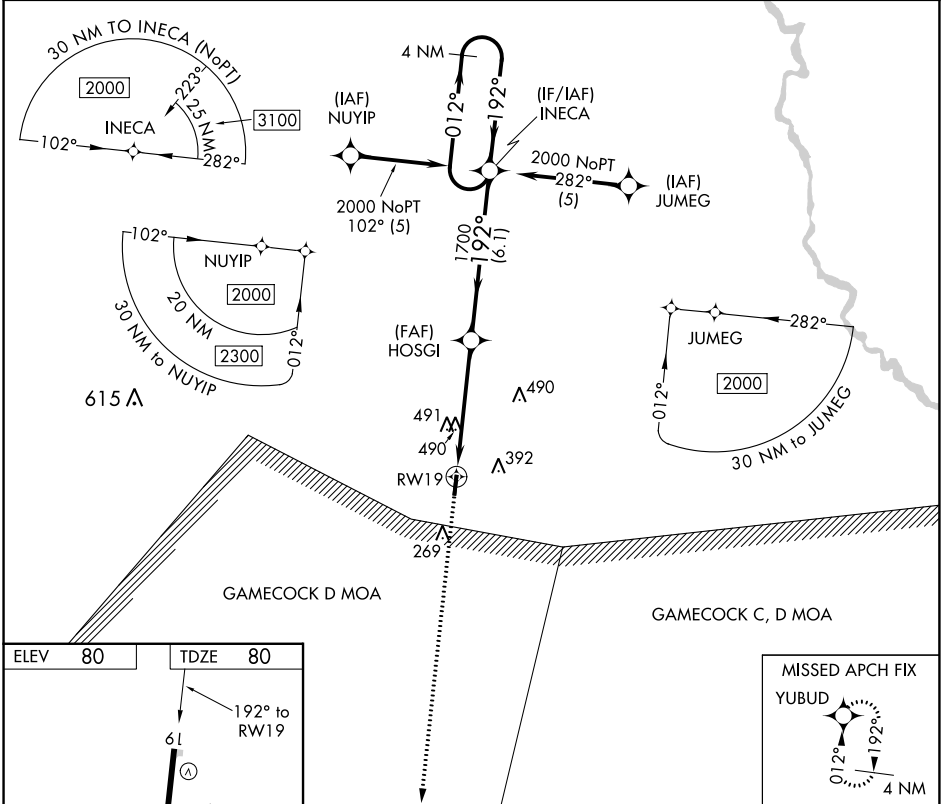 30 NM TO INECA (NoPT)
2000
223°
25 NM
3100
INECA
102°
282°
4 NM
012°
192°
(IAF)
NUYIP
(IF/IAF)
INECA
2000 NoPT
282°
(5)
(IAF)
JUMEG
2000 NoPT
102° (5)
1700
192°
(6.1)
102°
NUYIP
2000
20 NM
2300
30 NM to NUYIP
012°
(FAF)
HOSGI
282°
JUMEG
2000
012°
30 NM to JUMEG
615
490
491
490
392
RW19
269
GAMECOCK D MOA
GAMECOCK C, D MOA
ELEV 80
TDZE 80
192° to
RW19
19
A
MISSED APCH FIX
YUBUD
012°
192°
4 NM